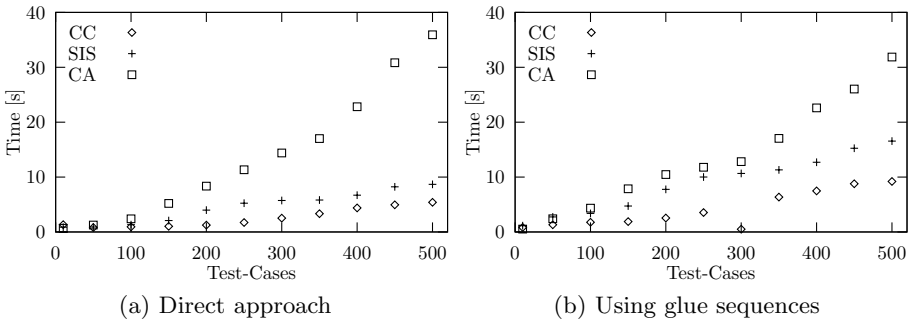 40
30
20
10
0
Time [s]
CC
SIS
CA
0 100 200 300 400 500
Test-Cases
(a) Direct approach
40
30
20
10
0
Time [s]
CC
SIS
CA
0 100 200 300 400 500
Test-Cases
(b) Using glue sequences